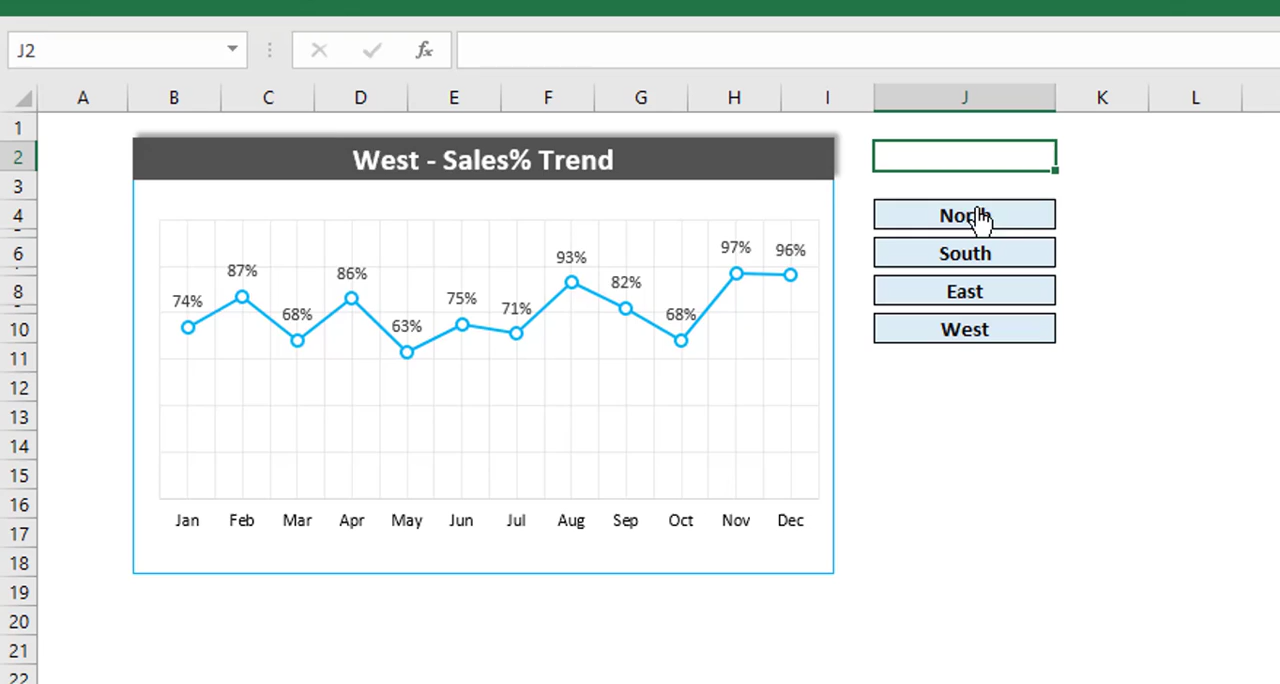 J2
fx
A B C D E F G H I J K L
1
2
3
4
6
8
10
11
12
13
14
15
16
17
18
19
20
21
22
West - Sales% Trend
74% 87% 68% 86% 63% 75% 71% 93% 82% 68% 97% 96%
Jan Feb Mar Apr May Jun Jul Aug Sep Oct Nov Dec
North
South
East
West